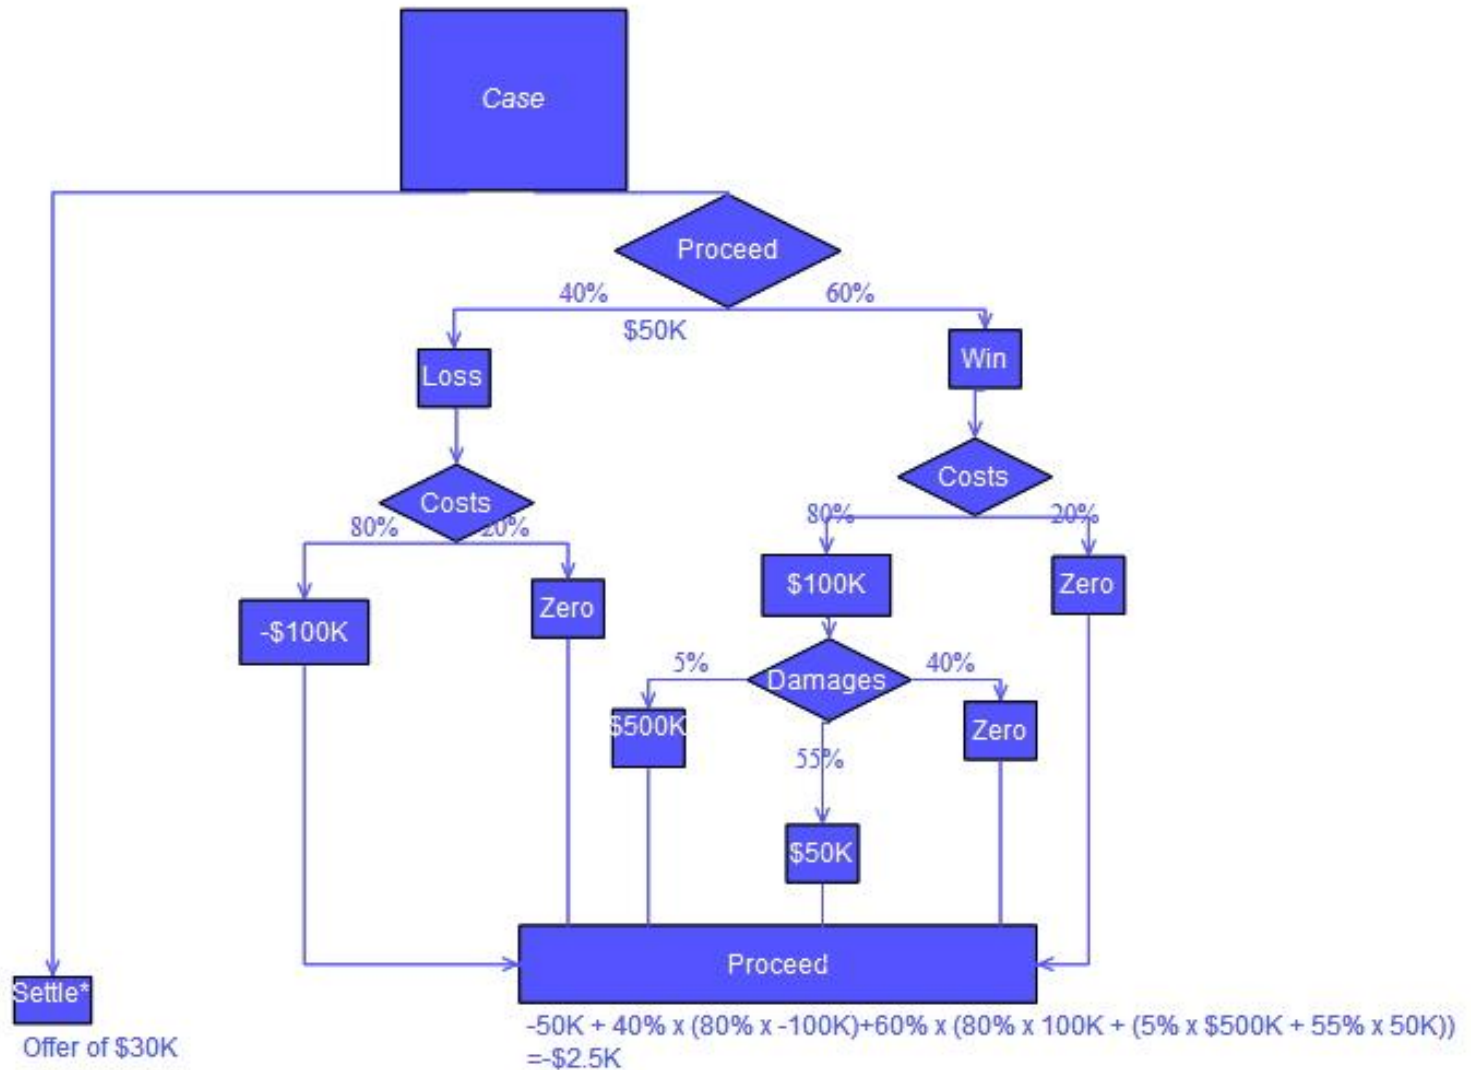 Case
Proceed
40%
60%
$50K
Loss
Win
Costs
Costs
80%
20%
80%
20%
-$100K
Zero
$100K
Zero
5%
Damages
40%
$500K
Zero
55%
$50K
Proceed
Settle*
Offer of $30K
-50K + 40% x (80% x -100K)+60% x (80% x 100K + (5% x $500K + 55% x 50K))
=-$2.5K